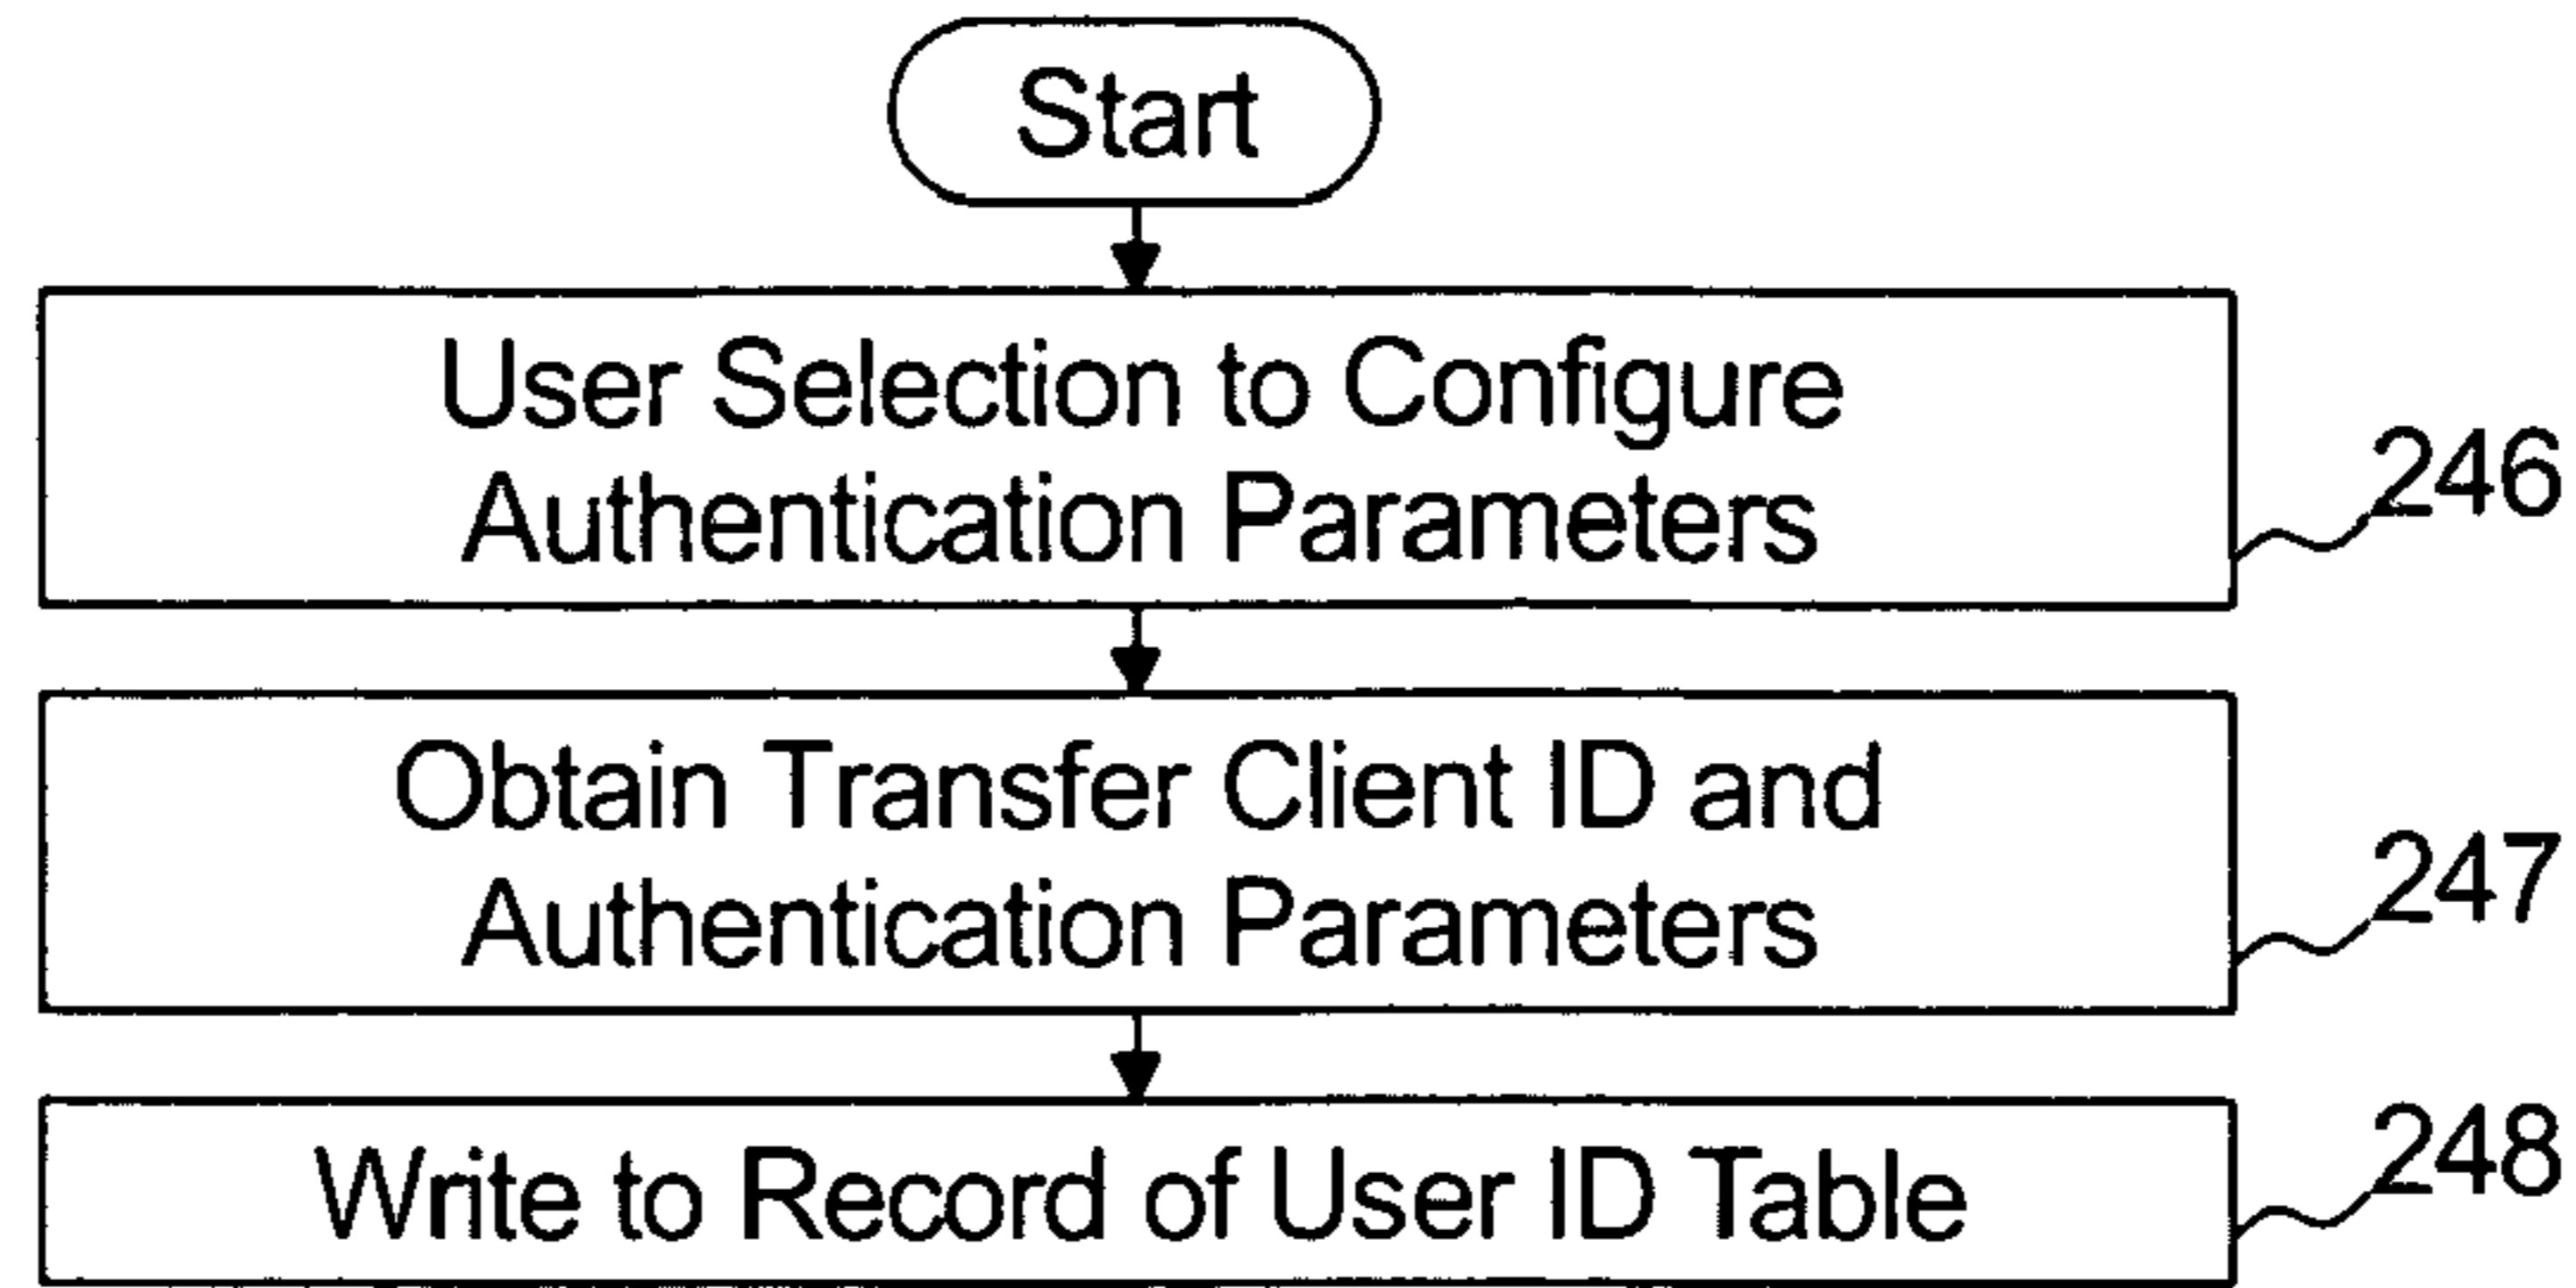 Start
User Selection to Configure
Authentication Parameters
246
Obtain Transfer Client ID and
Authentication Parameters
247
Write to Record of User ID Table
248